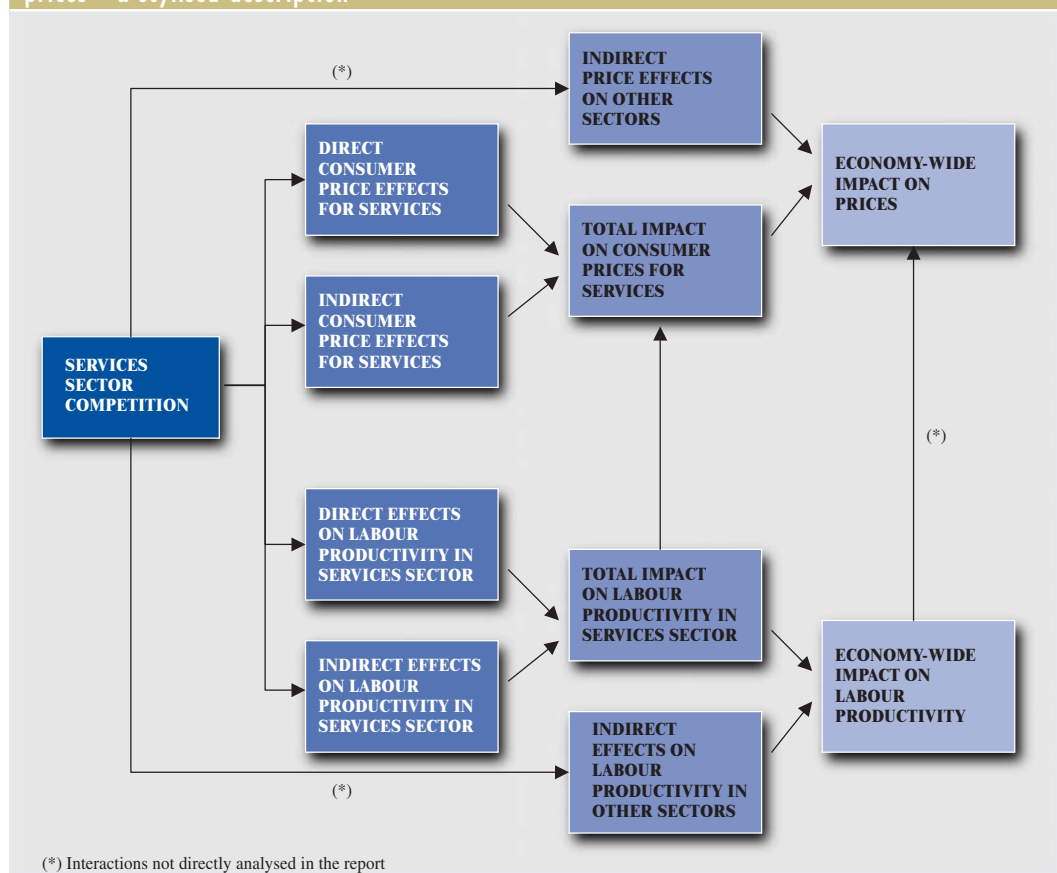 prices – a stylised description
(*)
INDIRECT
PRICE EFFECTS
ON OTHER
SECTORS
DIRECT
CONSUMER
PRICE EFFECTS
FOR SERVICES
ECONOMY-WIDE
IMPACT ON
PRICES
TOTAL IMPACT
ON CONSUMER
PRICES FOR
SERVICES
INDIRECT
CONSUMER
PRICE EFFECTS
FOR SERVICES
SERVICES
SECTOR
COMPETITION
(*)
DIRECT EFFECTS
ON LABOUR
PRODUCTIVITY IN
SERVICES SECTOR
TOTAL IMPACT
ON LABOUR
PRODUCTIVITY IN
SERVICES SECTOR
INDIRECT EFFECTS
ON LABOUR
PRODUCTIVITY IN
SERVICES SECTOR
ECONOMY-WIDE
IMPACT ON
LABOUR
PRODUCTIVITY
INDIRECT
EFFECTS ON
LABOUR
PRODUCTIVITY IN
OTHER SECTORS
(*)
(*) Interactions not directly analysed in the report